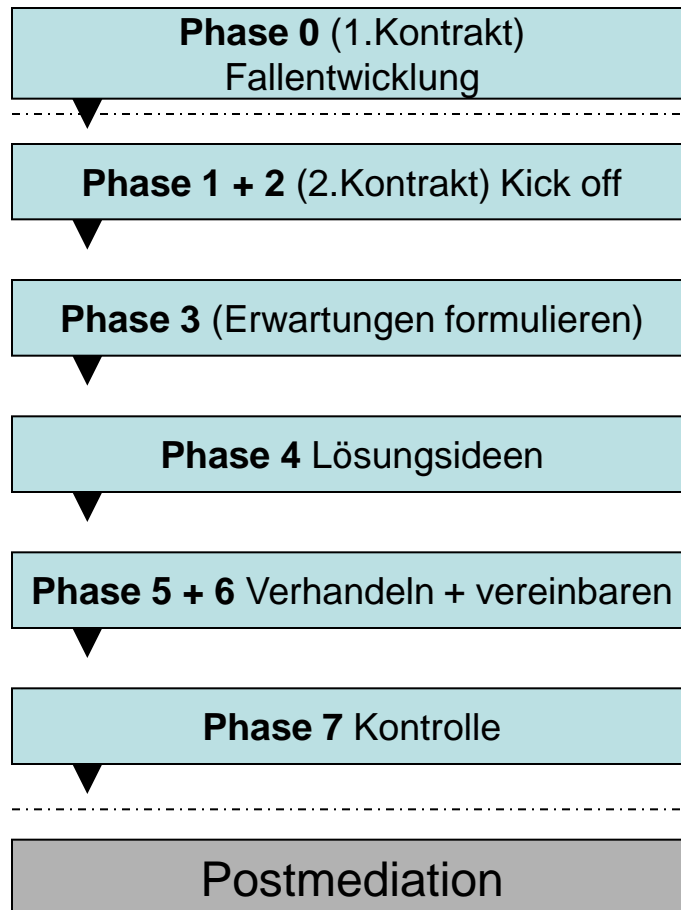 Phase 0 (1.Kontrakt)
Fallentwicklung
Phase 1 + 2 (2.Kontrakt) Kick off
Phase 3 (Erwartungen formulieren)
Phase 4 Lösungsideen
Phase 5 + 6 Verhandeln + vereinbaren
Phase 7 Kontrolle
Postmediation